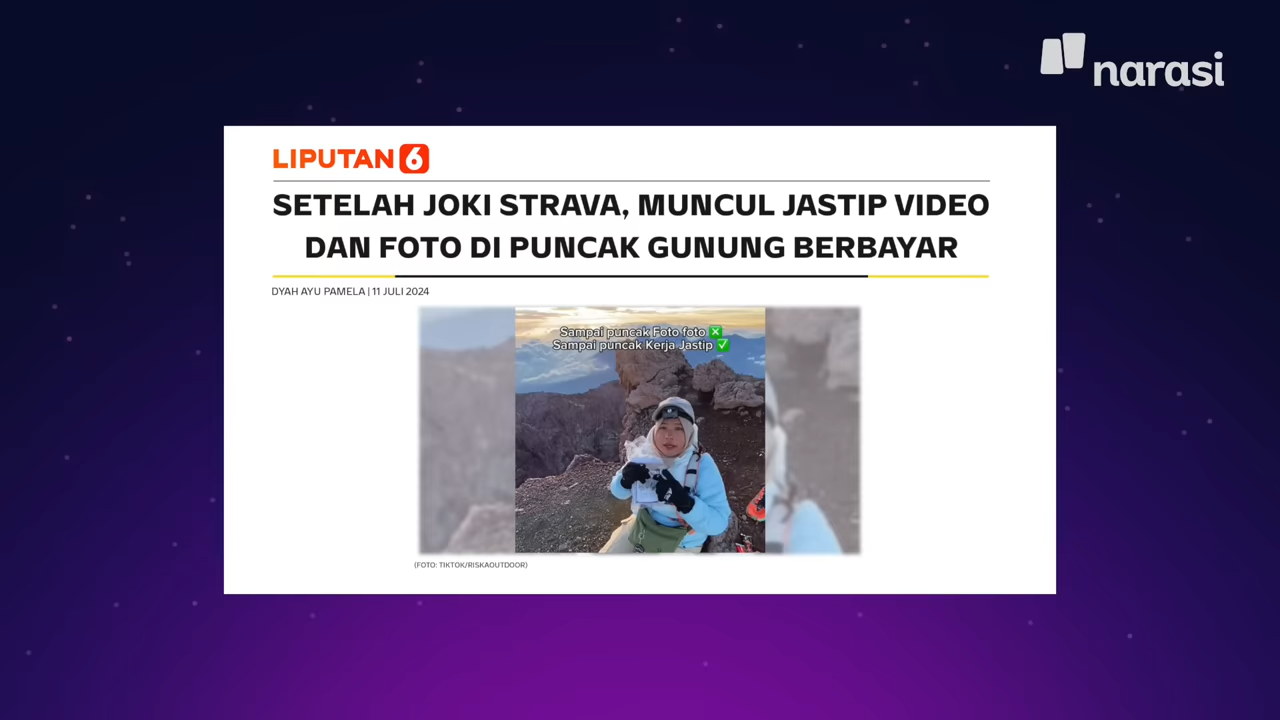 narasi
LIPUTAN 6
SETELAH JOKI STRAVA, MUNCUL JASTIP VIDEO
DAN FOTO DI PUNCAK GUNUNG BERBAYAR
DYAH AYU PAMELA | 11 JULI 2024
Sampai puncak Foto foto ❎
Sampai puncak Kerja Jastip ✅
(FOTO: TIKTOK/RISKAOUTDOOR)